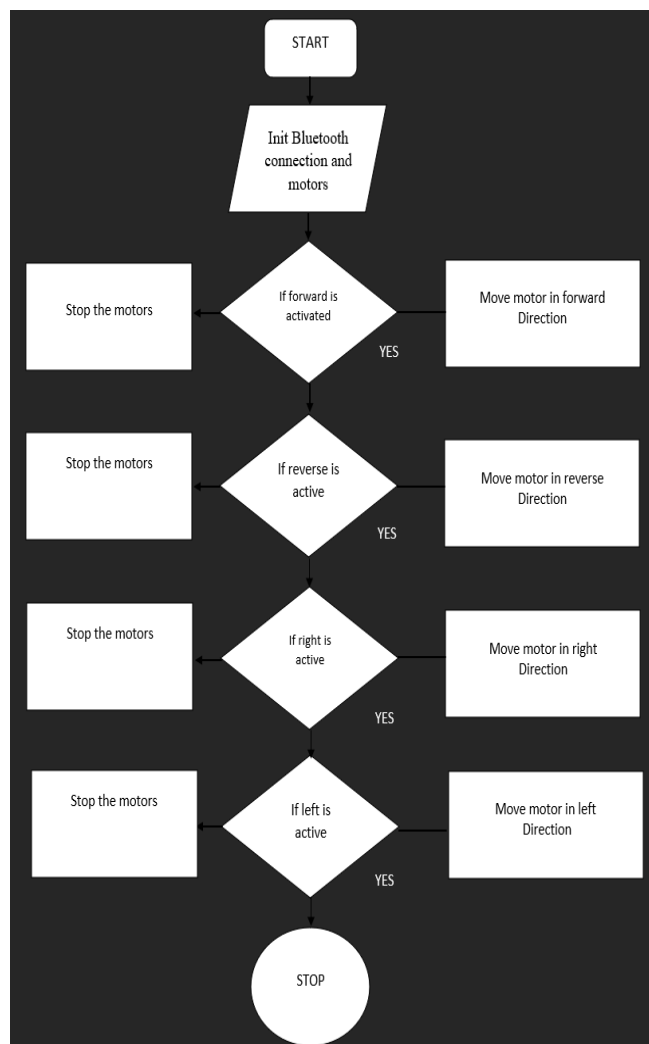 START
Init Bluetooth
connection and
motors
Stop the motors
If forward is
activated
Move motor in forward
Direction
YES
Stop the motors
If reverse is
active
Move motor in reverse
Direction
YES
Stop the motors
If right is
active
Move motor in right
Direction
YES
Stop the motors
If left is
active
Move motor in left
Direction
YES
STOP